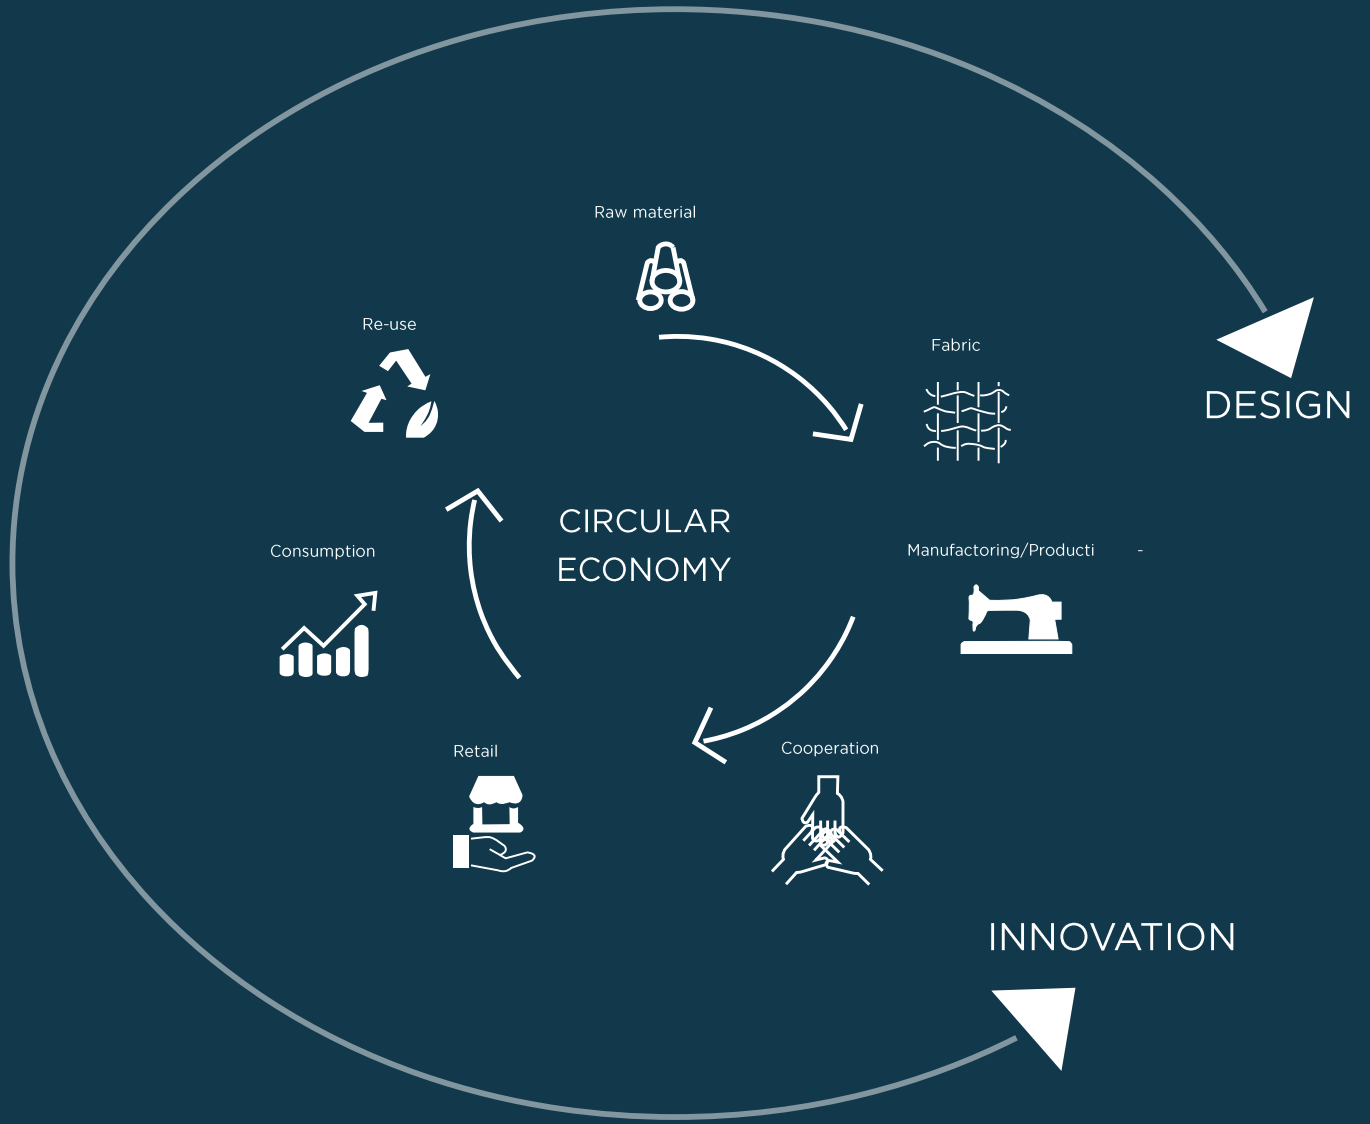 Raw material
Re-use
Fabric
DESIGN
CIRCULAR
ECONOMY
Consumption
Manufactoring/Producti -
Retail
Cooperation
INNOVATION